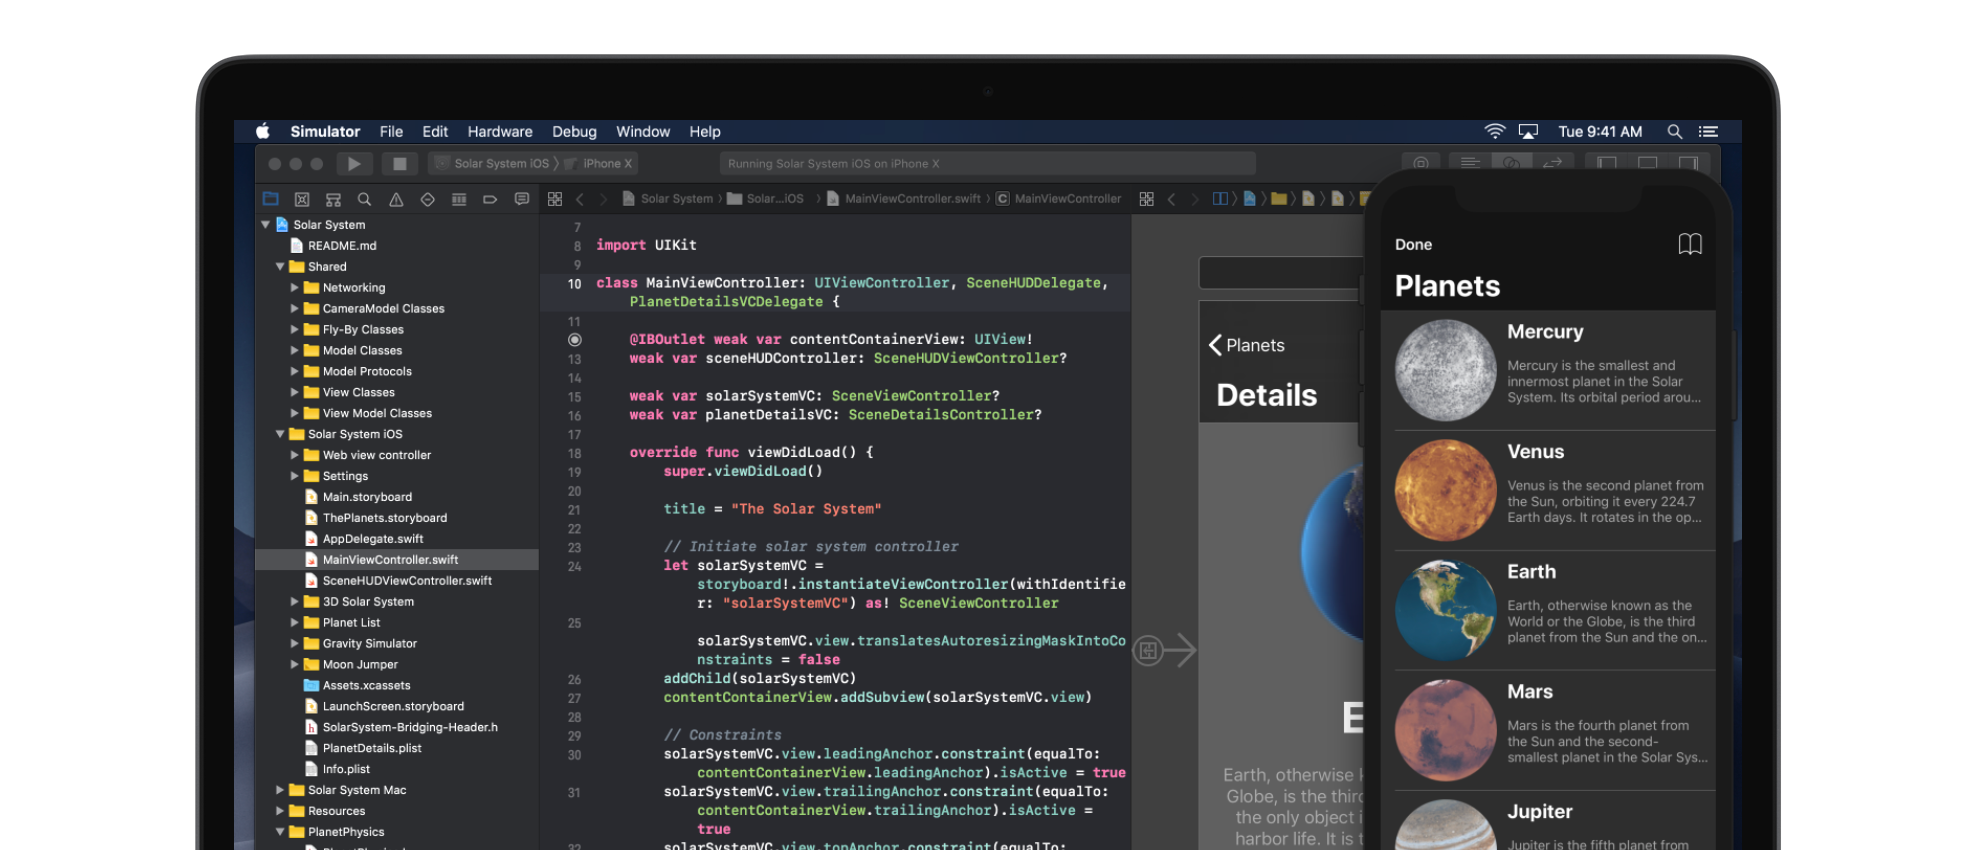 Simulator File Edit Hardware Debug Window Help
Tue 9:41 AM
Solar System iOS
iPhone X
Running Solar System iOS on iPhone X
Solar System
Solar...iOS
MainViewController.swift
C MainViewController
Solar System
README.md
Shared
Networking
CameraModel Classes
Fly-By Classes
Model Classes
Model Protocols
View Classes
View Model Classes
Solar System iOS
Web view controller
Settings
Main.storyboard
ThePlanets.storyboard
AppDelegate.swift
MainViewController.swift
SceneHUDViewController.swift
3D Solar System
Planet List
Gravity Simulator
Moon Jumper
Assets.xcassets
LaunchScreen.storyboard
h SolarSystem-Bridging-Header.h
PlanetDetails.plist
Info.plist
Solar System Mac
Resources
PlanetPhysics
7
8 import UIKit
9
10 class MainViewController: UIViewController, SceneHUDDelegate,
PlanetDetailsVCDelegate {
11
@IBOutlet weak var contentContainerView: UIView!
13 weak var sceneHUDController: SceneHUDViewController?
14
15 weak var solarSystemVC: SceneViewController?
16 weak var planetDetailsVC: SceneDetailsController?
17
18 override func viewDidLoad() {
19 super.viewDidLoad()
20
21 title = "The Solar System"
22
23 // Initiate solar system controller
24 let solarSystemVC =
storyboard!.instantiateViewController(withIdentifie
r: "solarSystemVC") as! SceneViewController
25
solarSystemVC.view.translatesAutoresizingMaskIntoCo
nstraints = false
26 addChild(solarSystemVC)
27 contentContainerView.addSubview(solarSystemVC.view)
28
29 // Constraints
30 solarSystemVC.view.leadingAnchor.constraint(equalTo:
contentContainerView.leadingAnchor).isActive = true
31 solarSystemVC.view.trailingAnchor.constraint(equalTo:
contentContainerView.trailingAnchor).isActive =
true
32 solarSystemVC.view.topAnchor.constraint(equalTo:
Planets
Details
E
Earth, otherwise
Globe, is the third
the only object
harbor life. It is
Done
Planets
Mercury
Mercury is the smallest and
innermost planet in the Solar
System. Its orbital period arou...
Venus
Venus is the second planet from
the Sun, orbiting it every 224.7
Earth days. It rotates in the op...
Earth
Earth, otherwise known as the
World or the Globe, is the third
planet from the Sun and the on...
Mars
Mars is the fourth planet from
the Sun and the second-
smallest planet in the Solar Sys...
Jupiter
Jupiter is the fifth planet from